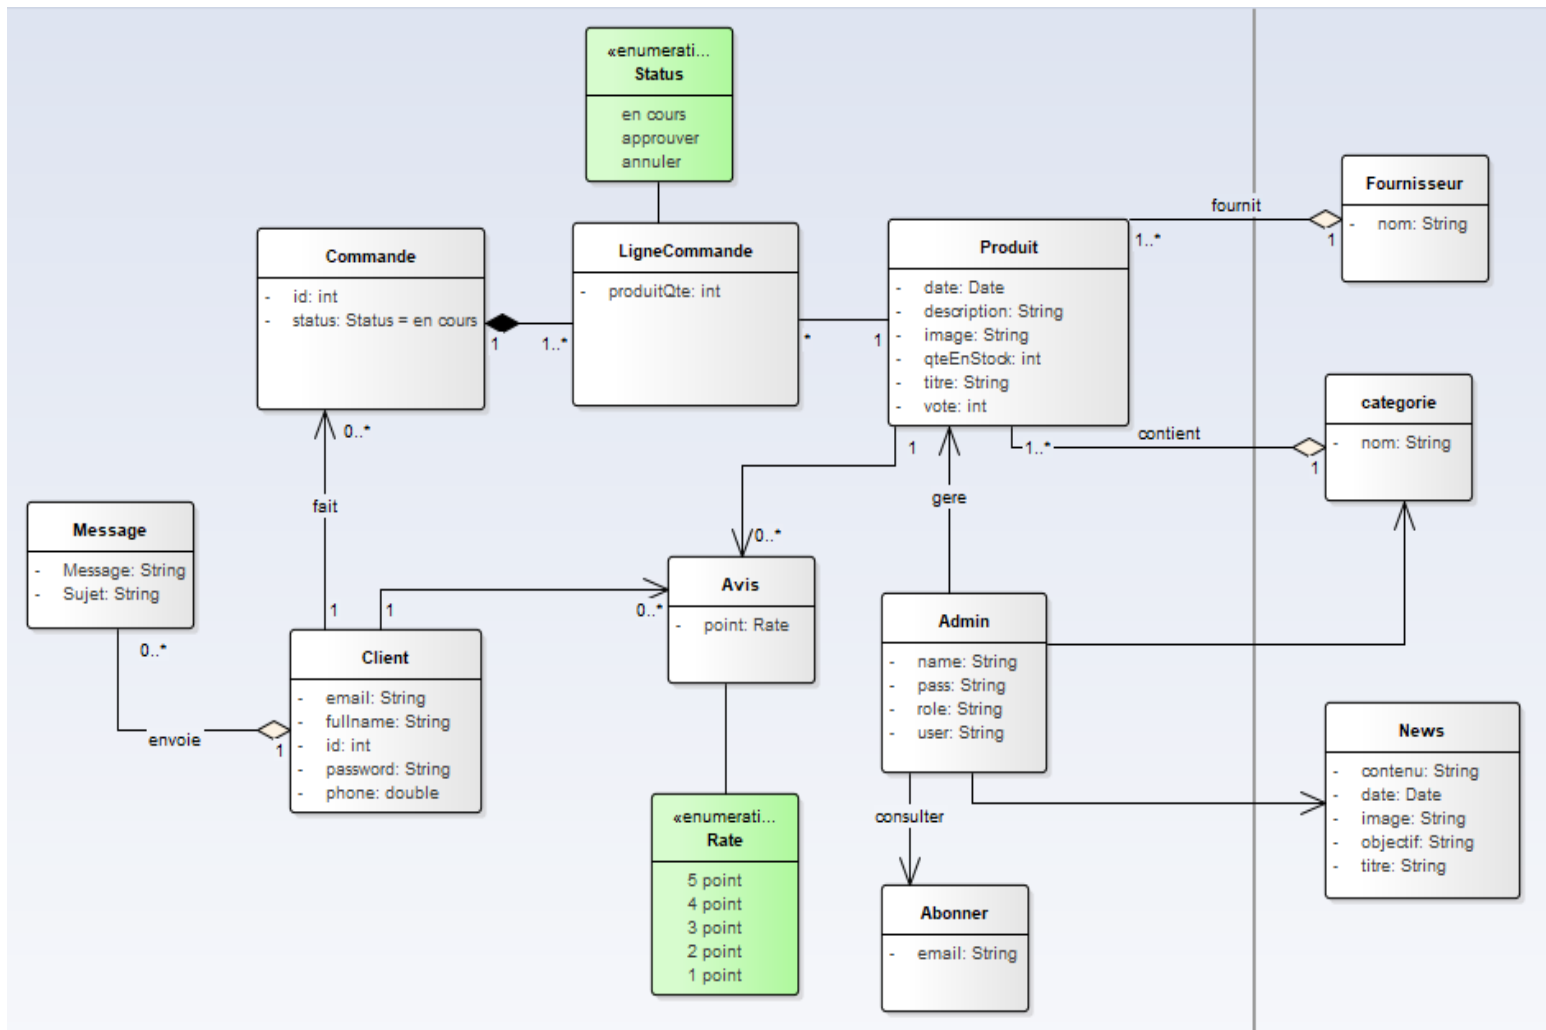 «enumerati...
Status
en cours
approuver
annuler
Fournisseur
- nom: String
fournit
1..*
1
Commande
- id: int
- status: Status = en cours
1
1..*
LigneCommande
- produitQte: int
*
1
Produit
- date: Date
- description: String
- image: String
- qteEnStock: int
- titre: String
- vote: int
categorie
- nom: String
contient
1..*
1
0..*
fait
1
1
0..*
gere
Message
- Message: String
- Sujet: String
0..*
envoie
1
Client
- email: String
- fullname: String
- id: int
- password: String
- phone: double
1
0..*
Avis
- point: Rate
Admin
- name: String
- pass: String
- role: String
- user: String
consulter
News
- contenu: String
- date: Date
- image: String
- objectif: String
- titre: String
«enumerati...
Rate
5 point
4 point
3 point
2 point
1 point
Abonner
- email: String